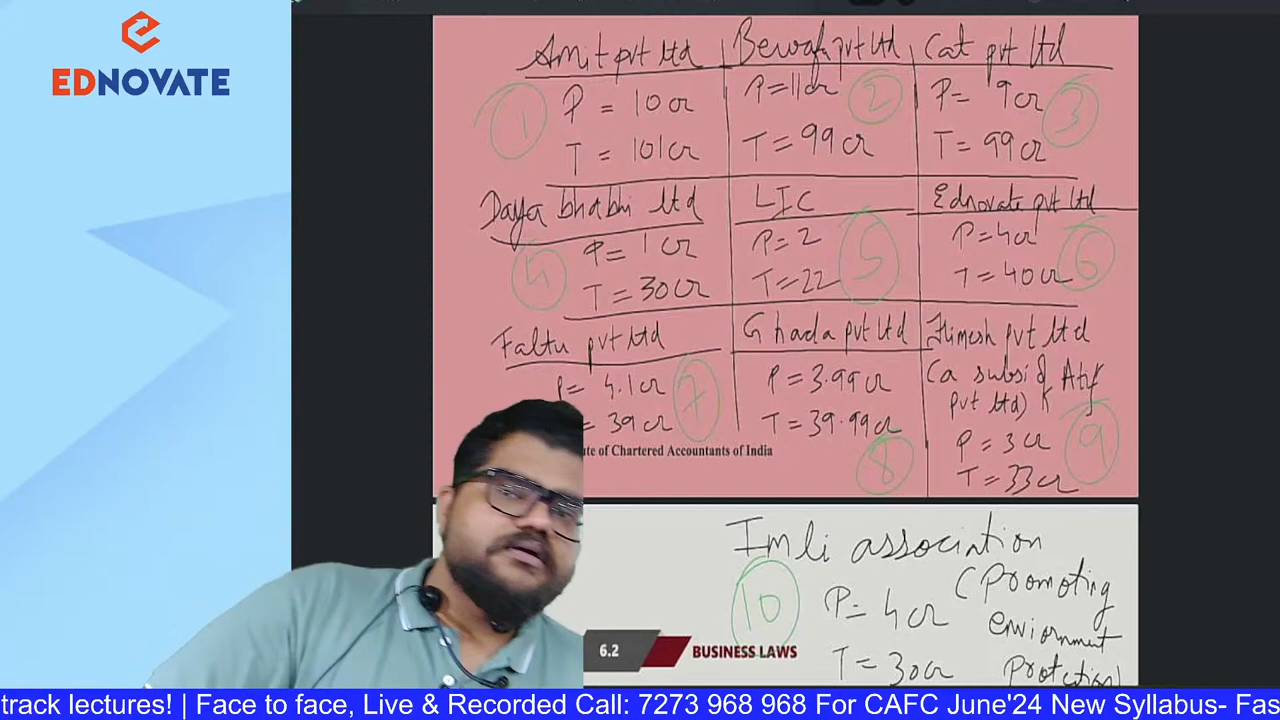 EDNOVATE
Amit pvt ltd
1
P = 10 cr
T = 101 cr
Bewafa pvt ltd
P = 11 cr
2
T = 99 cr
Cat pvt ltd
P = 9 cr
3
T = 99 cr
Daya bhabhi ltd
4
P = 1 cr
T = 30 cr
LIC
P = 2
5
T = 22
Ednovate pvt ltd
P = 4 cr
6
T = 40 cr
Faltu pvt ltd
P = 4.1 cr
7
= 39 cr
Ghada pvt ltd
P = 3.99 cr
T = 39.99 cr
8
Himesh pvt ltd
(a subsi of Atif
pvt ltd)
P = 3 cr
9
T = 33 cr
te of Chartered Accountants of India
Imli association
10
P = 4 cr
(Promoting
enviornment
protection)
T = 30 cr
6.2 BUSINESS LAWS
track lectures! | Face to face, Live & Recorded Call: 7273 968 968 For CAFC June'24 New Syllabus- Fas